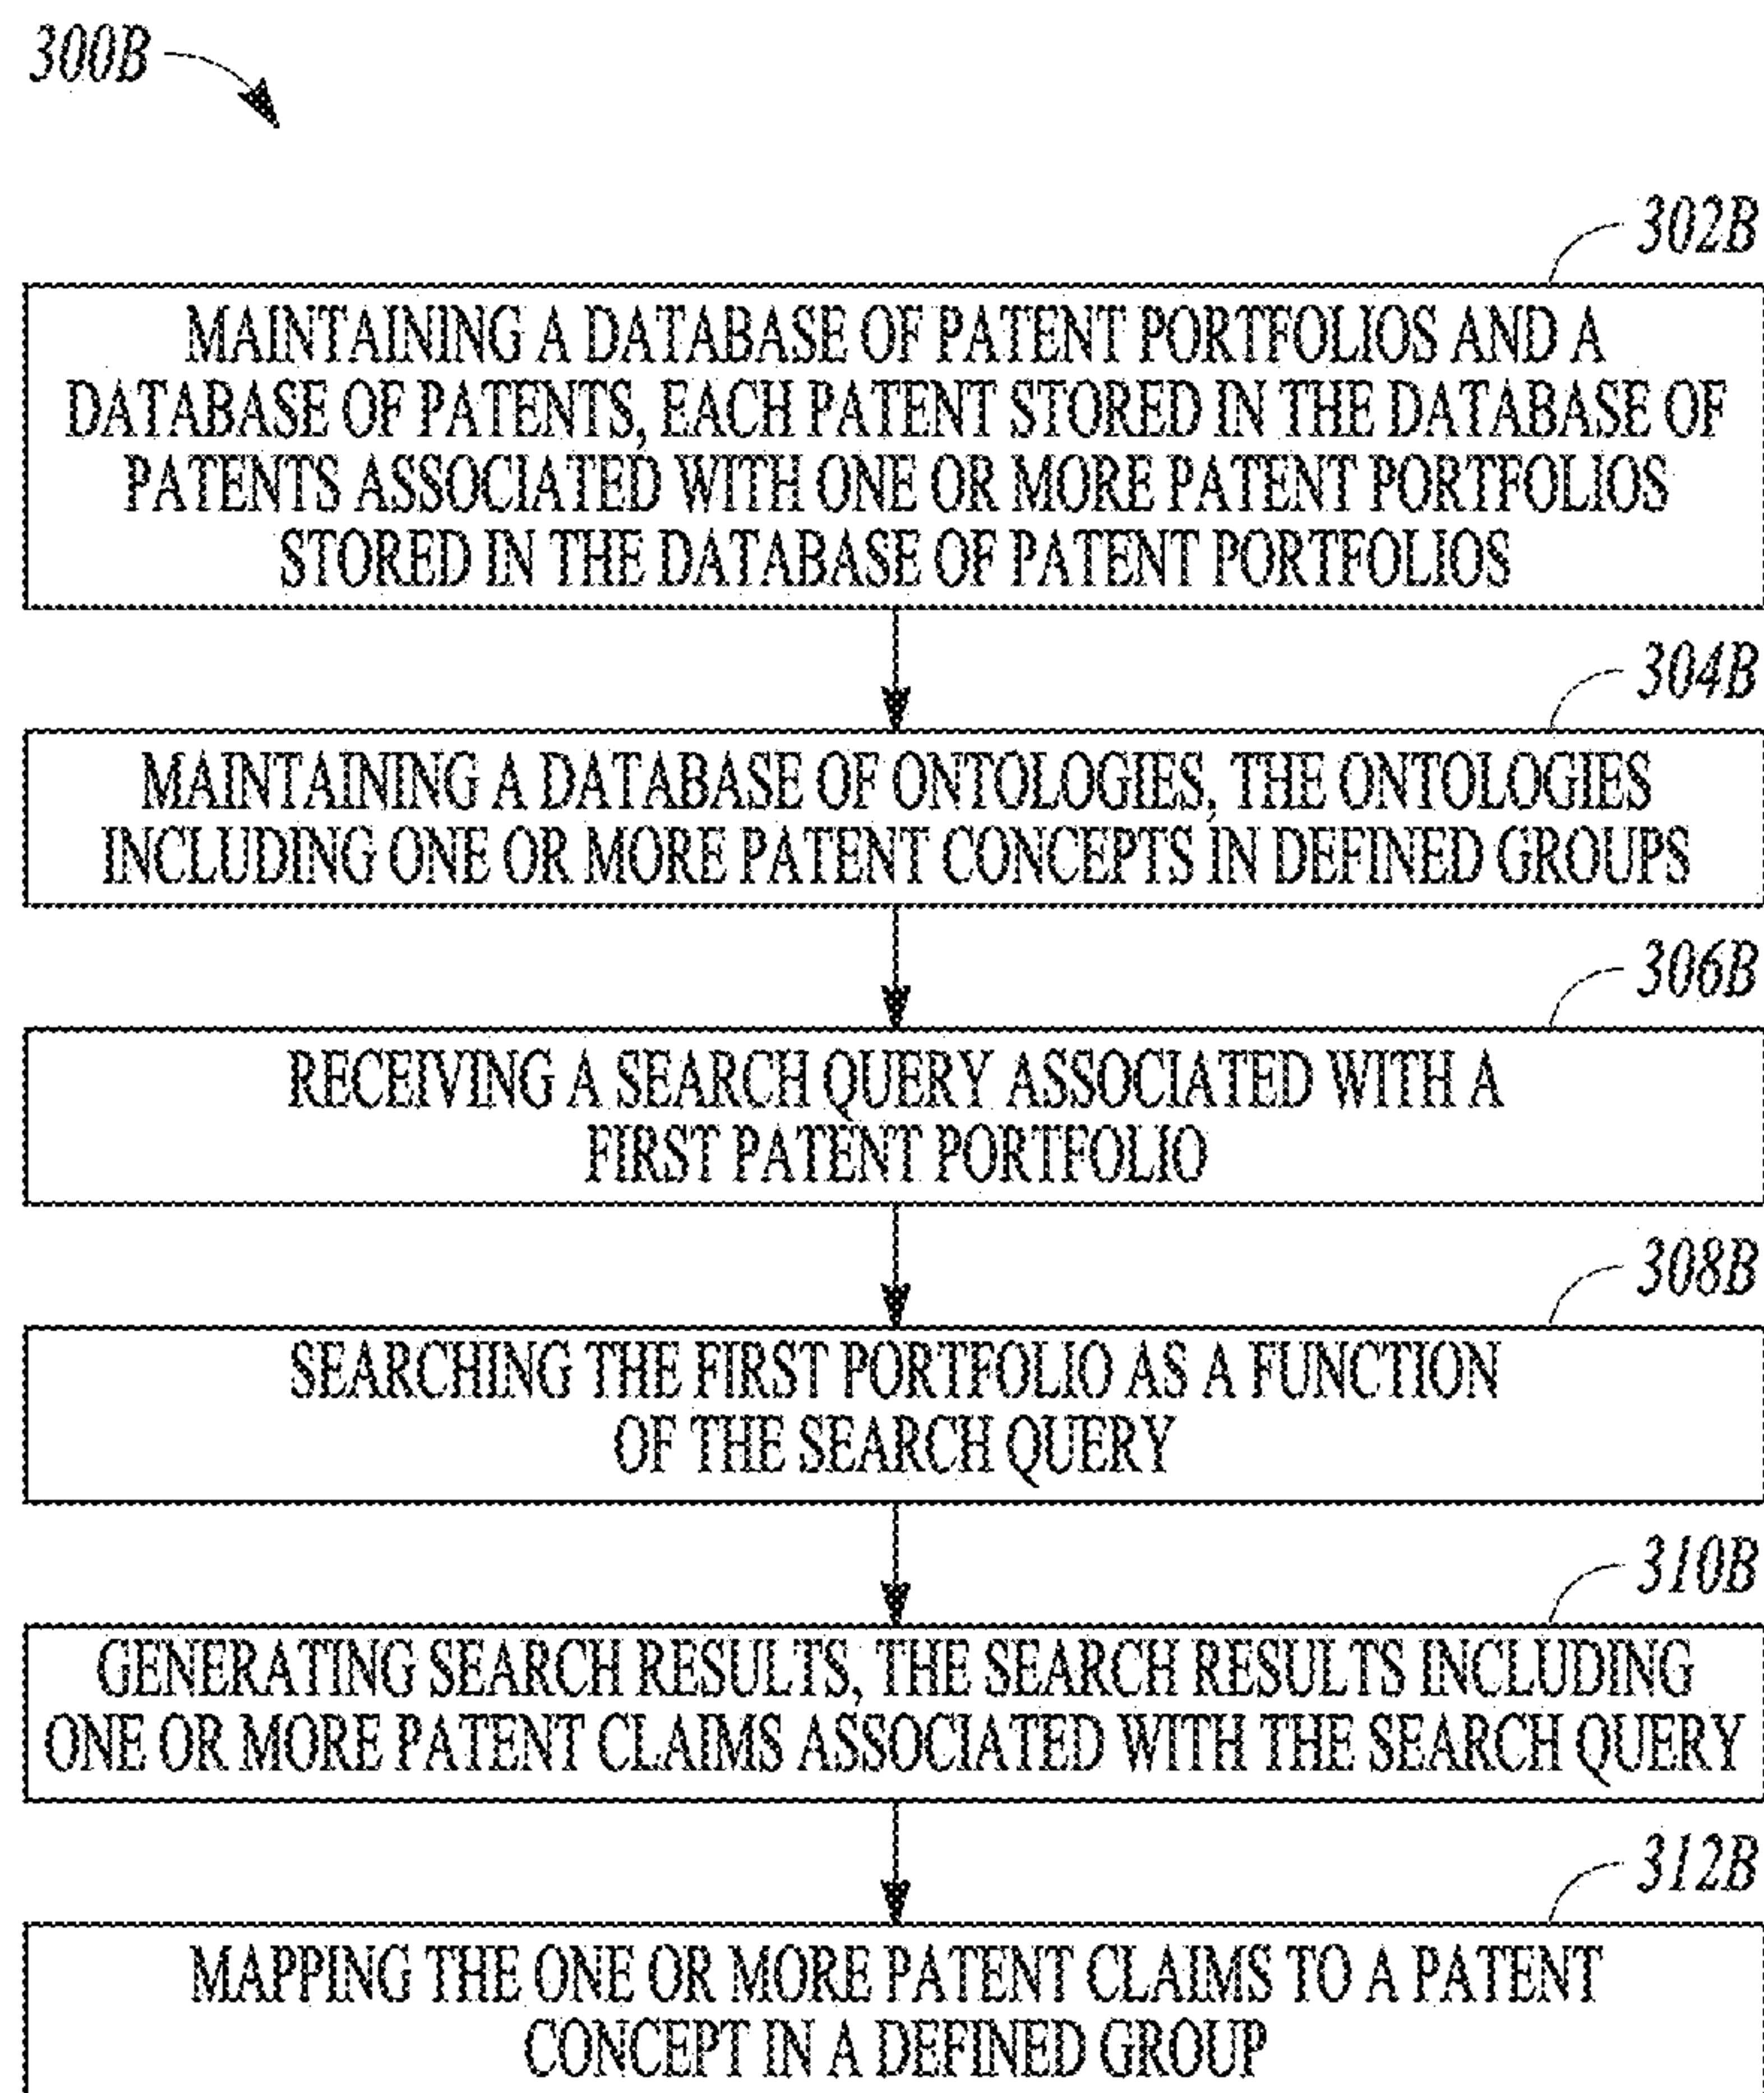 300B
302B
MAINTAINING A DATABASE OF PATENT PORTFOLIOS AND A
DATABASE OF PATENTS, EACH PATENT STORED IN THE DATABASE OF
PATENTS ASSOCIATED WITH ONE OR MORE PATENT PORTFOLIOS
STORED IN THE DATABASE OF PATENT PORTFOLIOS
304B
MAINTAINING A DATABASE OF ONTOLOGIES, THE ONTOLOGIES
INCLUDING ONE OR MORE PATENT CONCEPTS IN DEFINED GROUPS
306B
RECEIVING A SEARCH QUERY ASSOCIATED WITH A
FIRST PATENT PORTFOLIO
308B
SEARCHING THE FIRST PORTFOLIO AS A FUNCTION
OF THE SEARCH QUERY
310B
GENERATING SEARCH RESULTS, THE SEARCH RESULTS INCLUDING
ONE OR MORE PATENT CLAIMS ASSOCIATED WITH THE SEARCH QUERY
312B
MAPPING THE ONE OR MORE PATENT CLAIMS TO A PATENT
CONCEPT IN A DEFINED GROUP